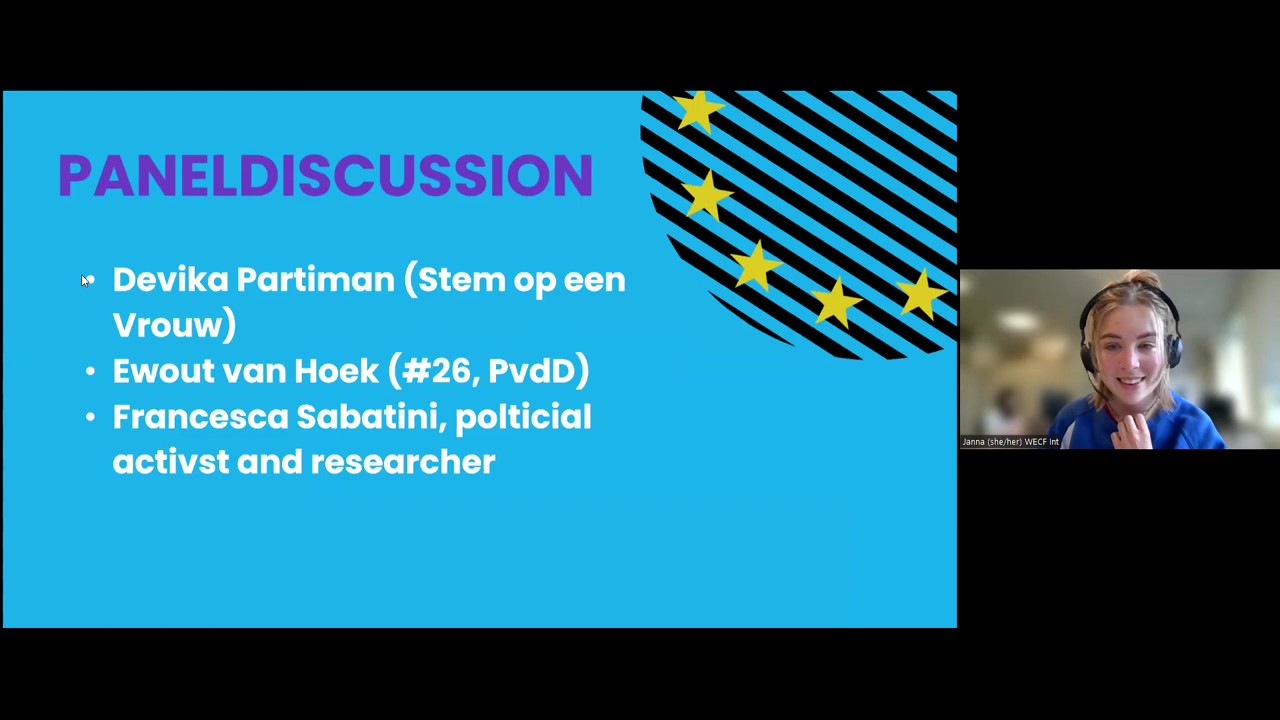 PANELDISCUSSION
• Devika Partiman (Stem op een
Vrouw)
• Ewout van Hoek (#26, PvdD)
• Francesca Sabatini, polticial
activst and researcher
Janna (she/her) WECF Int